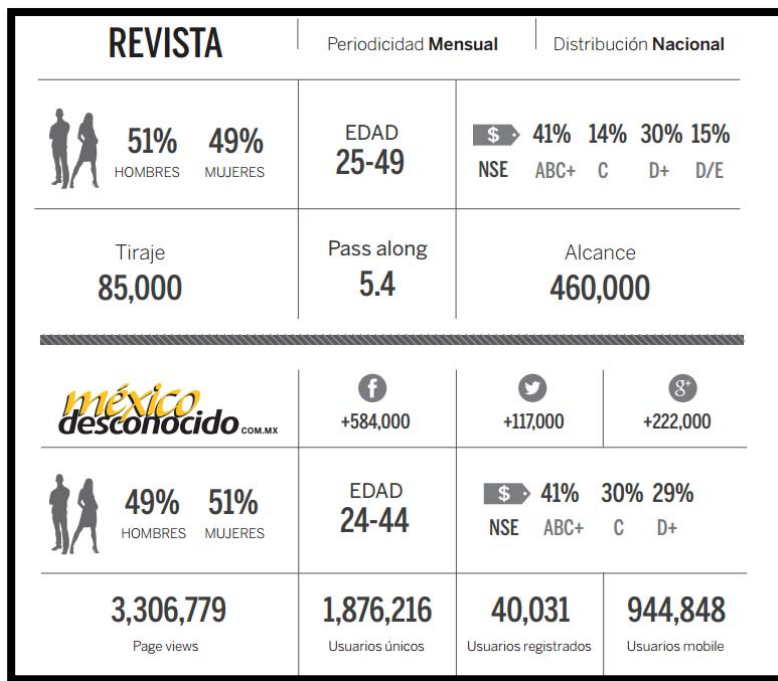 REVISTA
Periodicidad Mensual
Distribución Nacional
51% 49%
HOMBRES MUJERES
EDAD
25-49
$ 41% 14% 30% 15%
NSE ABC+ C D+ D/E
Tiraje
85,000
Pass along
5.4
Alcance
460,000
méxico
desconocido.COM.MX
f
+584,000
+117,000
g+
+222,000
49% 51%
HOMBRES MUJERES
EDAD
24-44
$ 41% 30% 29%
NSE ABC+ C D+
3,306,779
Page views
1,876,216
Usuarios únicos
40,031
Usuarios registrados
944,848
Usuarios mobile